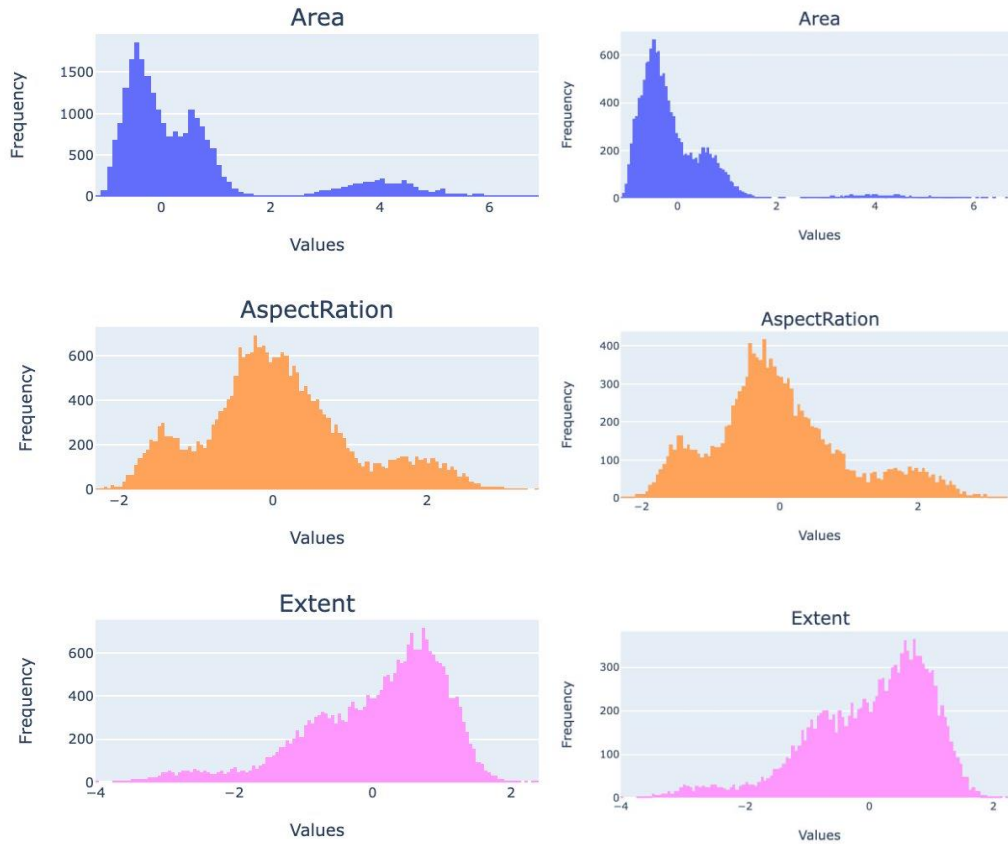 Area
1500
1000
500
0
0 2 4 6
Frequency
Values
Area
600
400
200
0
0 2 4 6
Frequency
Values
AspectRation
600
400
200
0
−2 0 2
Frequency
Values
AspectRation
400
300
200
100
0
−2 0 2
Frequency
Values
Extent
600
400
200
0
−4 −2 0 2
Frequency
Values
Extent
300
200
100
0
−4 −2 0 2
Frequency
Values